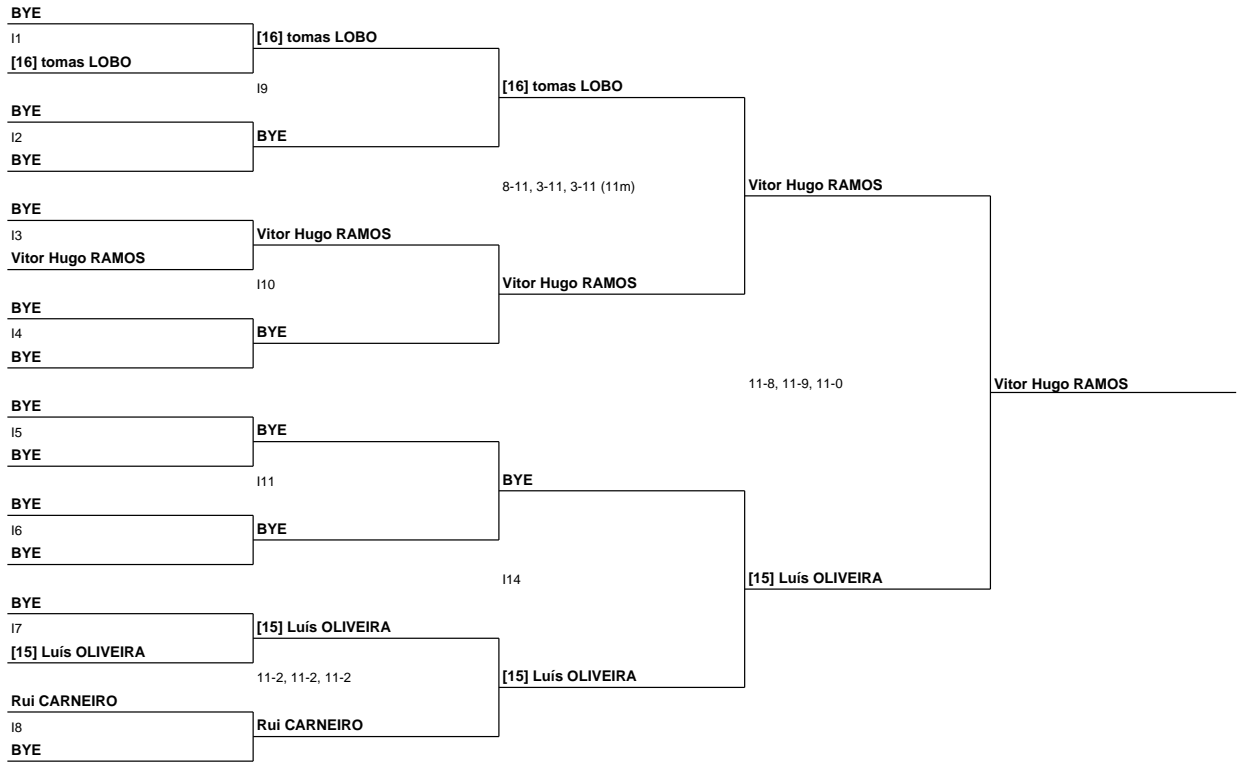 BYE
I1
[16] tomas LOBO
BYE
I2
BYE
BYE
I3
Vitor Hugo RAMOS
BYE
I4
BYE
BYE
I5
BYE
BYE
I6
BYE
BYE
I7
[15] Luís OLIVEIRA
Rui CARNEIRO
I8
BYE
[16] tomas LOBO
I9
BYE
Vitor Hugo RAMOS
I10
BYE
BYE
I11
BYE
[15] Luís OLIVEIRA
11-2, 11-2, 11-2
Rui CARNEIRO
[16] tomas LOBO
8-11, 3-11, 3-11 (11m)
Vitor Hugo RAMOS
BYE
I14
[15] Luís OLIVEIRA
Vitor Hugo RAMOS
11-8, 11-9, 11-0
[15] Luís OLIVEIRA
Vitor Hugo RAMOS